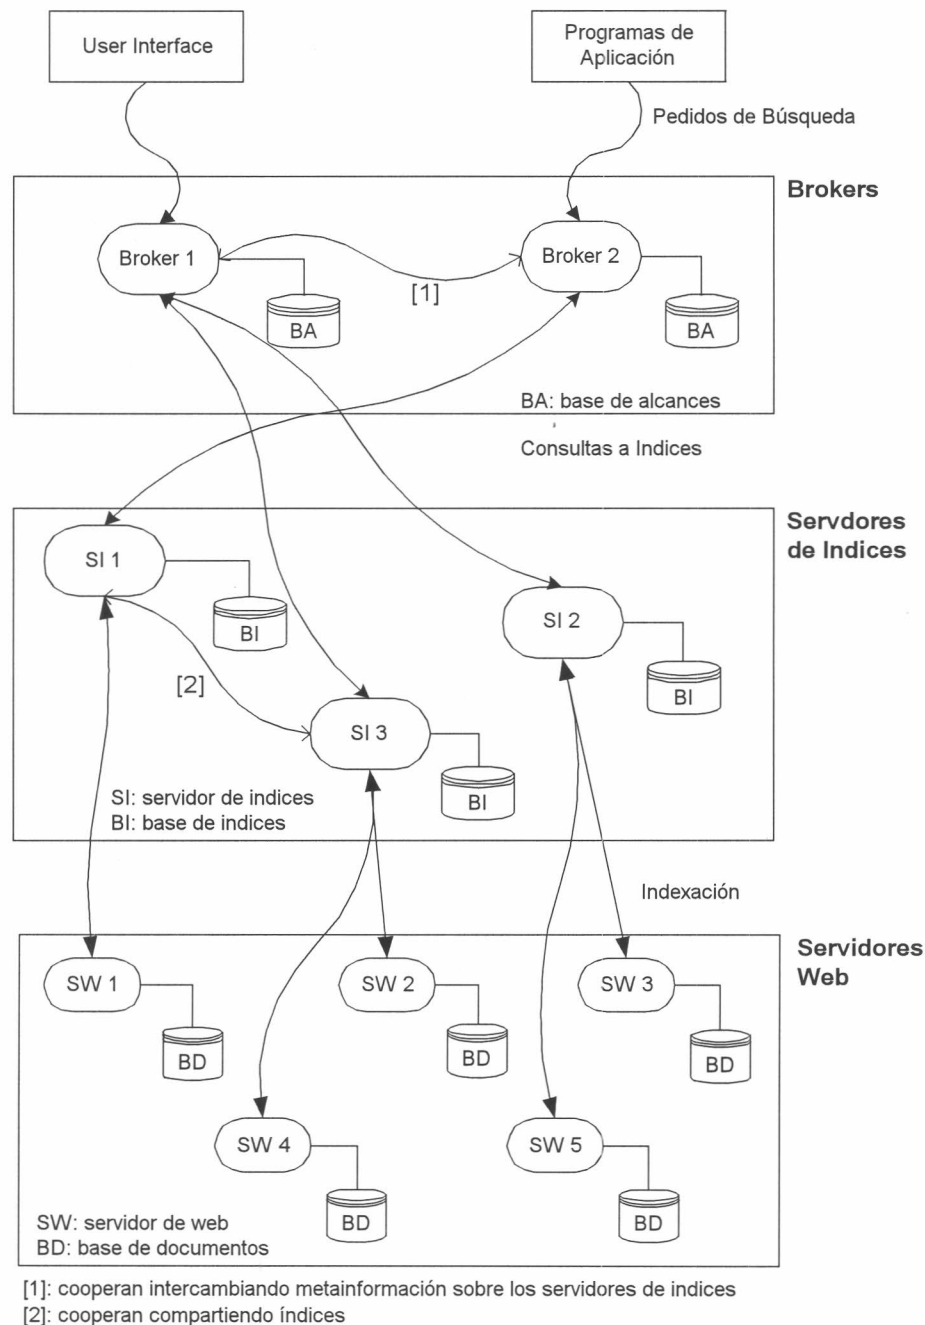 User Interface
Programas de
Aplicación
Pedidos de Búsqueda
Brokers
Broker 1
Broker 2
[1]
BA
BA
BA: base de alcances
Consultas a Indices
Servdores
de Indices
SI 1
BI
SI 2
BI
[2]
SI 3
BI
SI: servidor de indices
BI: base de indices
Indexación
Servidores
Web
SW 1
SW 2
SW 3
BD
BD
BD
SW 4
SW 5
BD
BD
SW: servidor de web
BD: base de documentos
[1]: cooperan intercambiando metainformación sobre los servidores de indices
[2]: cooperan compartiendo índices